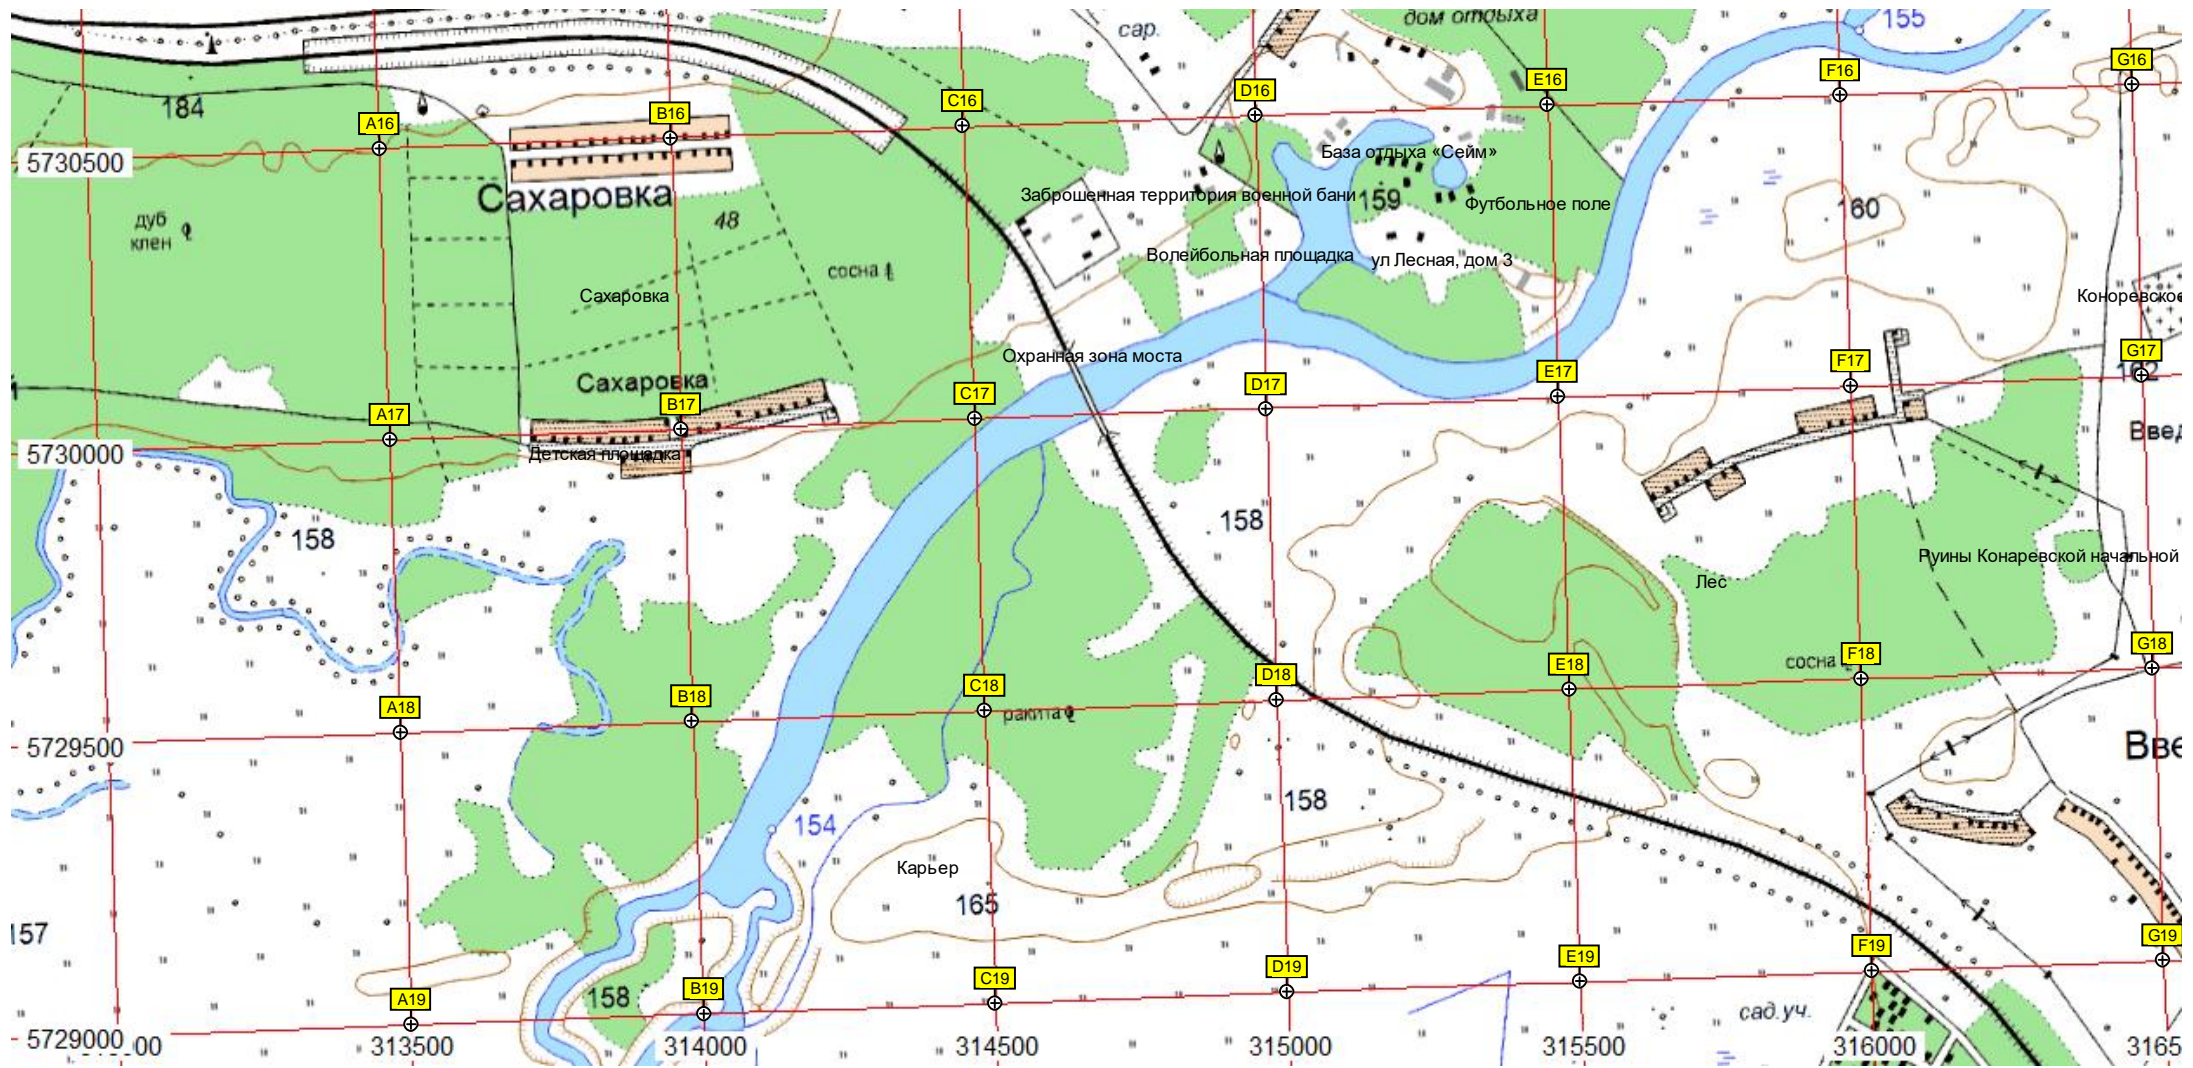 дом отдыха
155
сар.
G16
F16
E16
D16
C16
184
B16
A16
5730500
База отдыха «Сейм»
Сахаровка
Заброшенная территория военной бани
159
Футбольное поле
160
дуб
клен
48
Волейбольная площадка
ул Лесная, дом 3
сосна
Сахаровка
Коноревское
Охранная зона моста
G17
F17
E17
D17
C17
Сахаровка
B17
A17
Введ
5730000
Детская площадка
158
158
Руины Конаревской начальной
Лес
G18
F18
E18
D18
C18
B18
A18
сосна
ракита
5729500
Вве
158
154
Карьер
165
157
G19
F19
E19
D19
C19
B19
A19
158
сад.уч.
5729000
313500
314000
314500
315000
315500
316000
3165